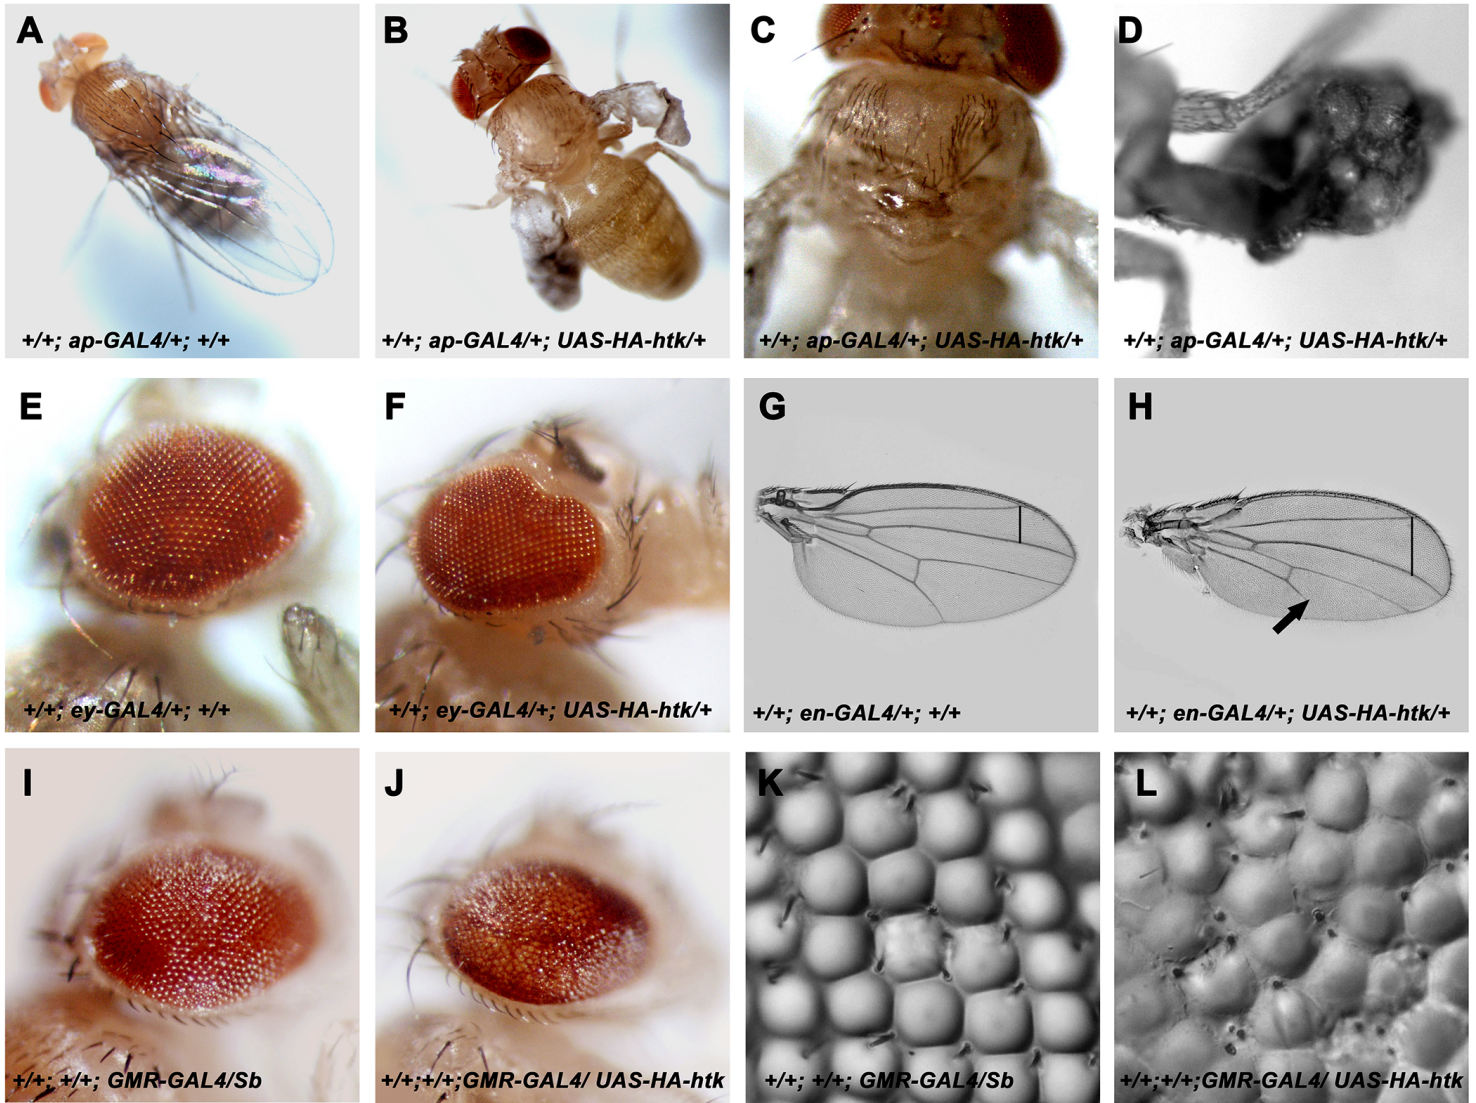 A
B
C
D
+/+; ap-GAL4/+; +/+
+/+; ap-GAL4/+; UAS-HA-htk/+
+/+; ap-GAL4/+; UAS-HA-htk/+
+/+; ap-GAL4/+; UAS-HA-htk/+
E
F
G
H
+/+; ey-GAL4/+; +/+
+/+; ey-GAL4/+; UAS-HA-htk/+
+/+; en-GAL4/+; +/+
+/+; en-GAL4/+; UAS-HA-htk/+
I
J
K
L
+/+; +/+; GMR-GAL4/Sb
+/+;+/+;GMR-GAL4/ UAS-HA-htk
+/+; +/+; GMR-GAL4/Sb
+/+;+/+;GMR-GAL4/ UAS-HA-htk